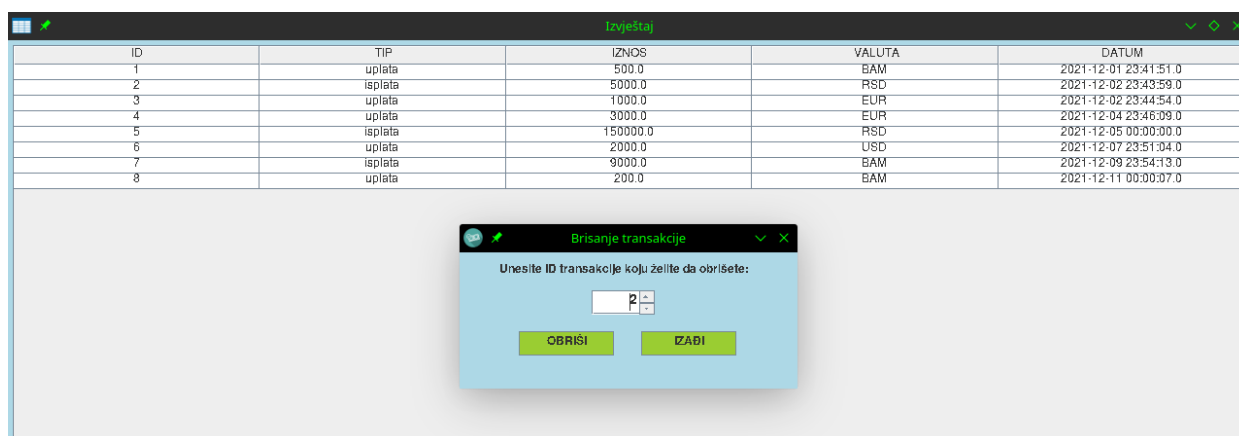 Izvještaj
ID TIP IZNOS VALUTA DATUM
1 uplata 500.0 BAM 2021-12-01 23:41:51.0
2 isplata 5000.0 RSD 2021-12-02 23:43:59.0
3 uplata 1000.0 EUR 2021-12-02 23:44:54.0
4 uplata 3000.0 EUR 2021-12-04 23:46:09.0
5 isplata 150000.0 RSD 2021-12-05 00:00:00.0
6 uplata 2000.0 USD 2021-12-07 23:51:04.0
7 isplata 9000.0 BAM 2021-12-09 23:54:13.0
8 uplata 200.0 BAM 2021-12-11 00:00:07.0
Brisanje transakcije
Unesite ID transakcije koju želite da obrišete:
2
OBRIŠI IZAĐI